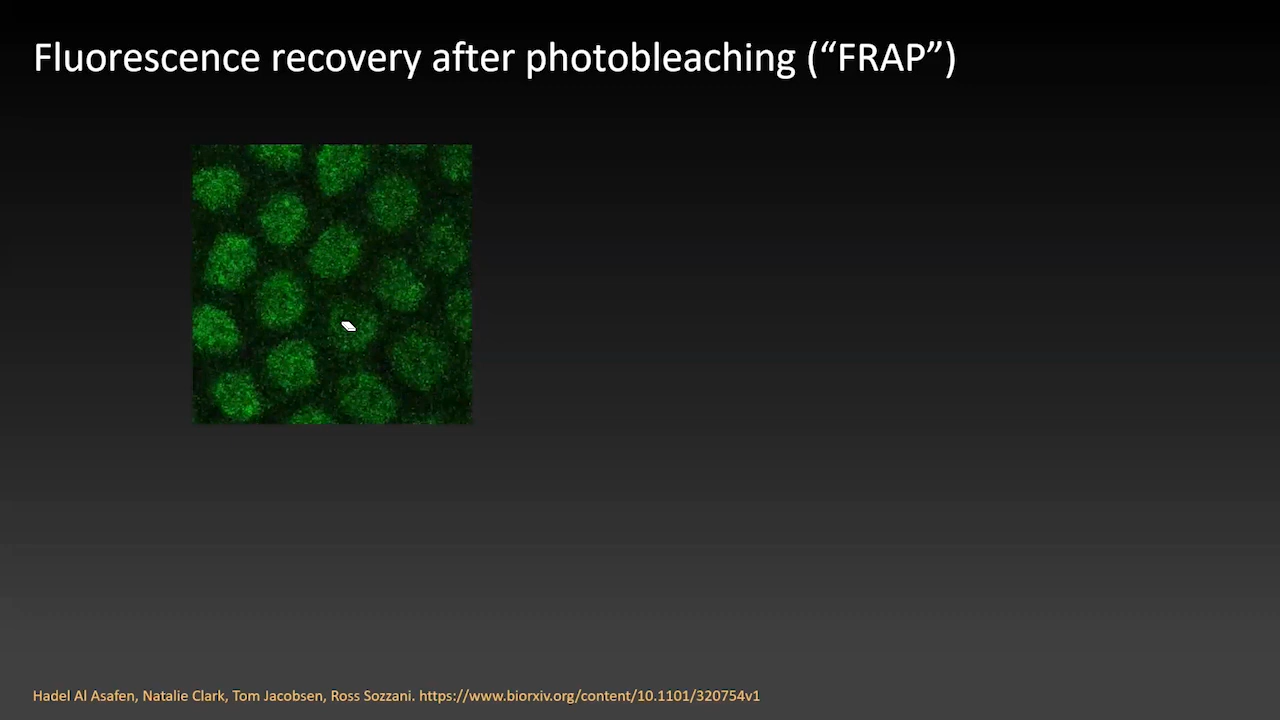 Fluorescence recovery after photobleaching (“FRAP”)
Hadel Al Asafen, Natalie Clark, Tom Jacobsen, Ross Sozzani. https://www.biorxiv.org/content/10.1101/320754v1